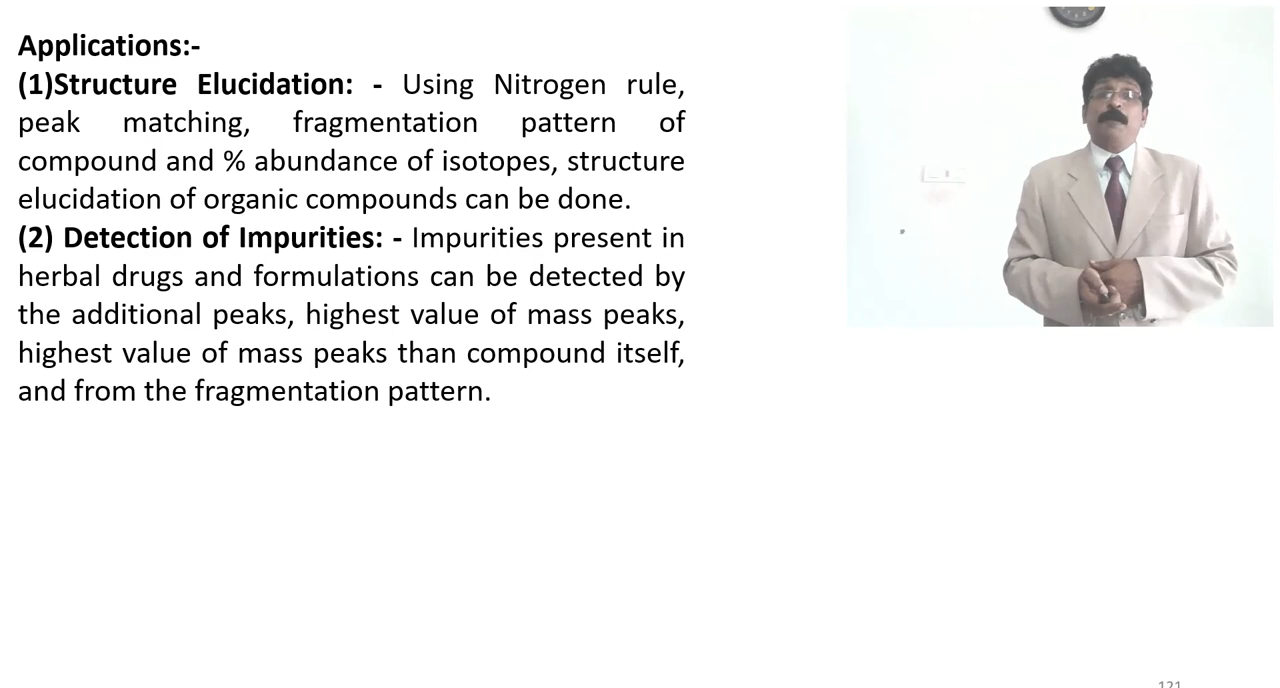 Applications:-
(1)Structure Elucidation: - Using Nitrogen rule,
peak matching, fragmentation pattern of
compound and % abundance of isotopes, structure
elucidation of organic compounds can be done.
(2) Detection of Impurities: - Impurities present in
herbal drugs and formulations can be detected by
the additional peaks, highest value of mass peaks,
highest value of mass peaks than compound itself,
and from the fragmentation pattern.
121